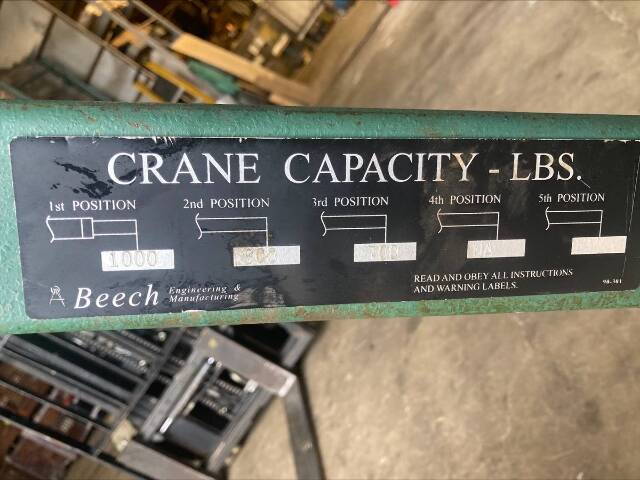 CRANE CAPACITY - LBS.
1st POSITION
2nd POSITION
3rd POSITION
4th POSITION
5th POSITION
1000
Beech Engineering & Manufacturing
READ AND OBEY ALL INSTRUCTIONS
AND WARNING LABELS.